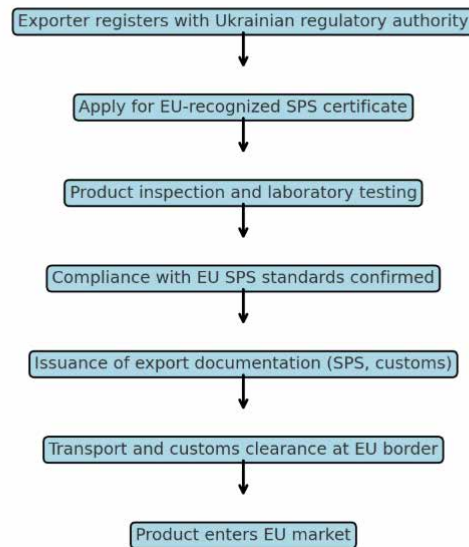 Exporter registers with Ukrainian regulatory authority
Apply for EU-recognized SPS certificate
Product inspection and laboratory testing
Compliance with EU SPS standards confirmed
Issuance of export documentation (SPS, customs)
Transport and customs clearance at EU border
Product enters EU market